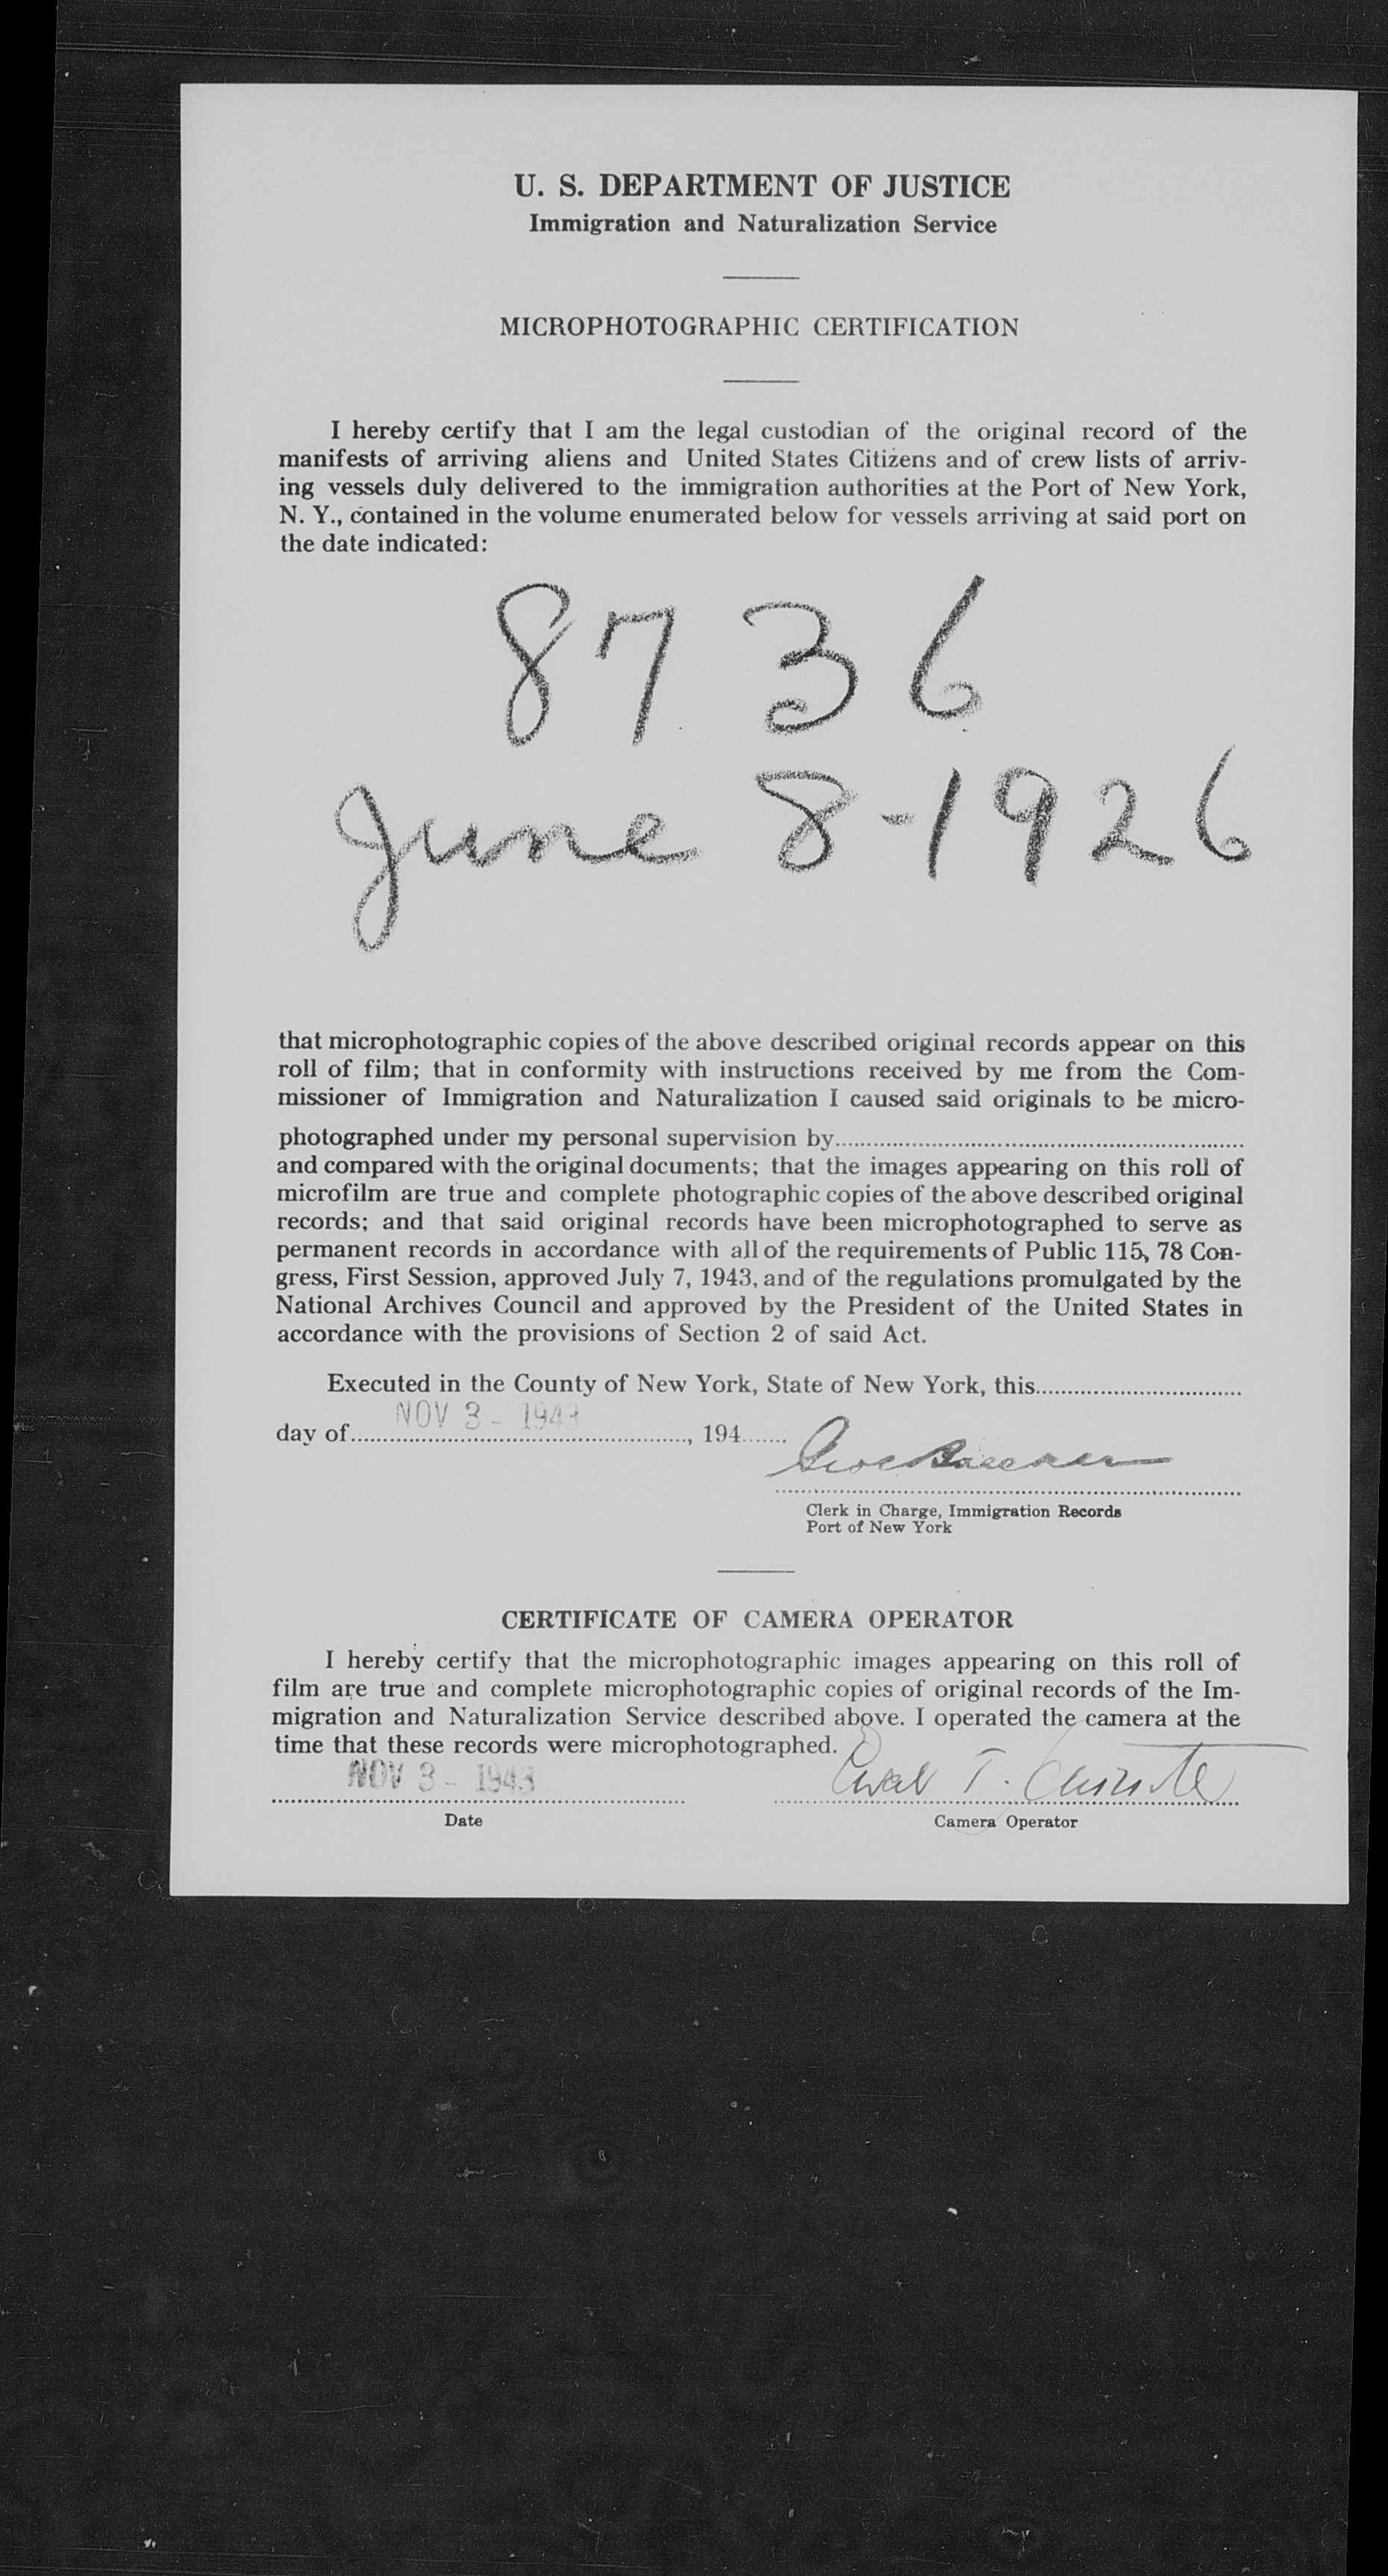 U. S. DEPARTMENT OF JUSTICE
Immigration and Naturalization Service
MICROPHOTOGRAPHIC CERTIFICATION
I hereby certify that I am the legal custodian of the original record of the
manifests of arriving aliens and United States Citizens and of crew lists of arriv-
ing vessels duly delivered to the immigration authorities at the Port of New York,
N. Y., contained in the volume enumerated below for vessels arriving at said port on
the date indicated:
8736
June 8-1926
that microphotographic copies of the above described original records appear on this
roll of film; that in conformity with instructions received by me from the Com-
missioner of Immigration and Naturalization I caused said originals to be micro-
photographed under my personal supervision by
and compared with the original documents; that the images appearing on this roll of
microfilm are true and complete photographic copies of the above described original
records; and that said original records have been microphotographed to serve as
permanent records in accordance with all of the requirements of Public 115, 78 Con-
gress, First Session, approved July 7, 1943, and of the regulations promulgated by the
National Archives Council and approved by the President of the United States in
accordance with the provisions of Section 2 of said Act.
Executed in the County of New York, State of New York, this
day of NOV 3 - 1943, 194
Clerk in Charge, Immigration Records
Port of New York
CERTIFICATE OF CAMERA OPERATOR
I hereby certify that the microphotographic images appearing on this roll of
film are true and complete microphotographic copies of original records of the Im-
migration and Naturalization Service described above. I operated the camera at the
time that these records were microphotographed.
NOV 3 - 1943
Date
Camera Operator